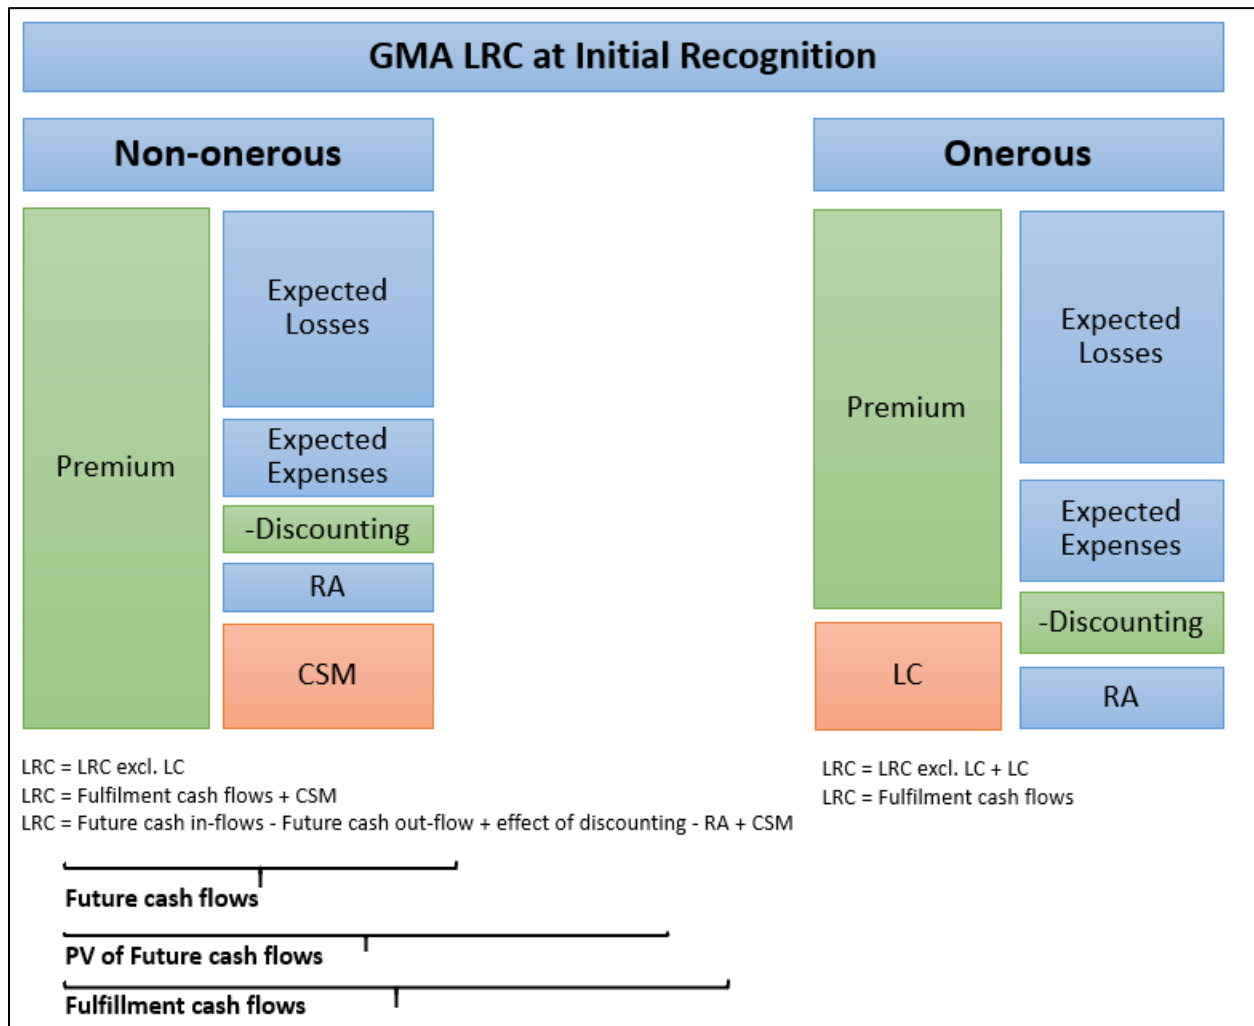 GMA LRC at Initial Recognition
Non-onerous
Premium
Expected
Losses
Expected
Expenses
-Discounting
RA
CSM
LRC = LRC excl. LC
LRC = Fulfilment cash flows + CSM
LRC = Future cash in-flows - Future cash out-flow + effect of discounting - RA + CSM
Future cash flows
PV of Future cash flows
Fulfillment cash flows
Onerous
Premium
LC
Expected
Losses
Expected
Expenses
-Discounting
RA
LRC = LRC excl. LC + LC
LRC = Fulfilment cash flows